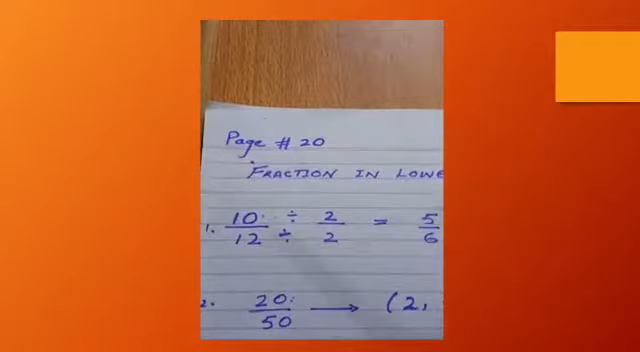 Page # 20
FRACTION IN LOWE
1. 10/12 ÷ 2/2 = 5/6
2. 20/50 → (2,